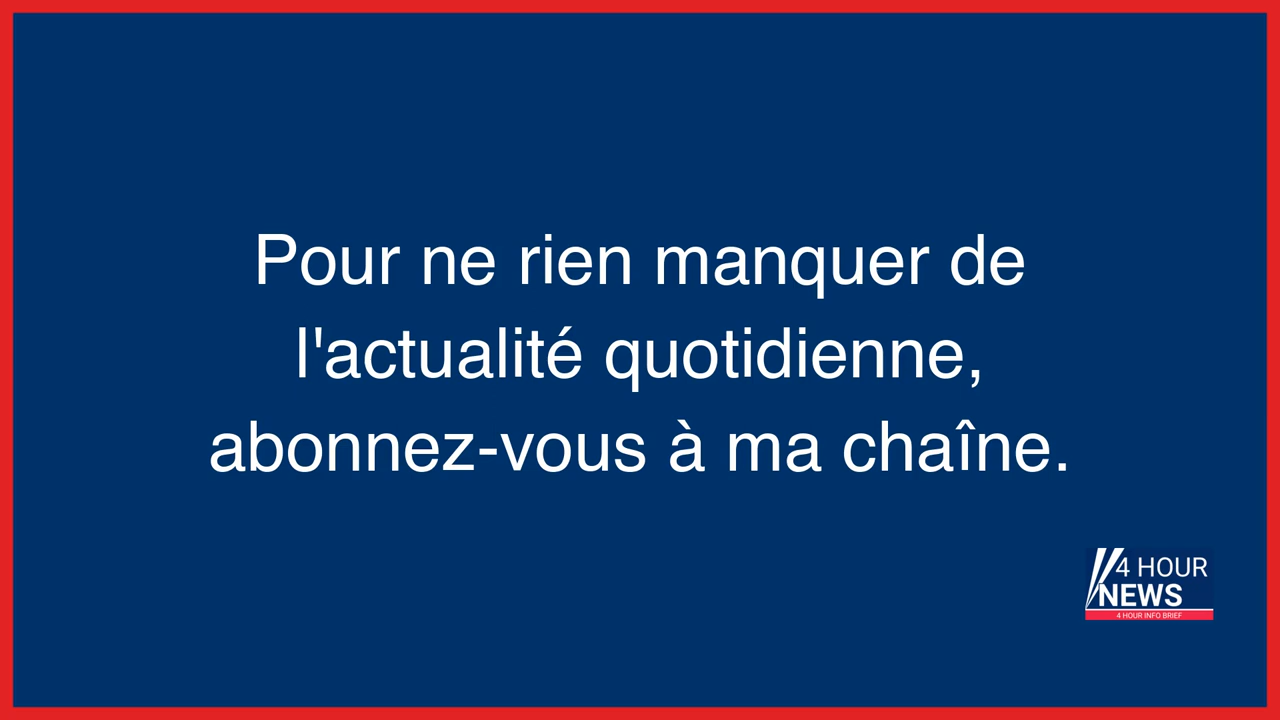 Pour ne rien manquer de
l'actualité quotidienne,
abonnez-vous à ma chaîne.
4 HOUR
NEWS
4 HOUR INFO BRIEF